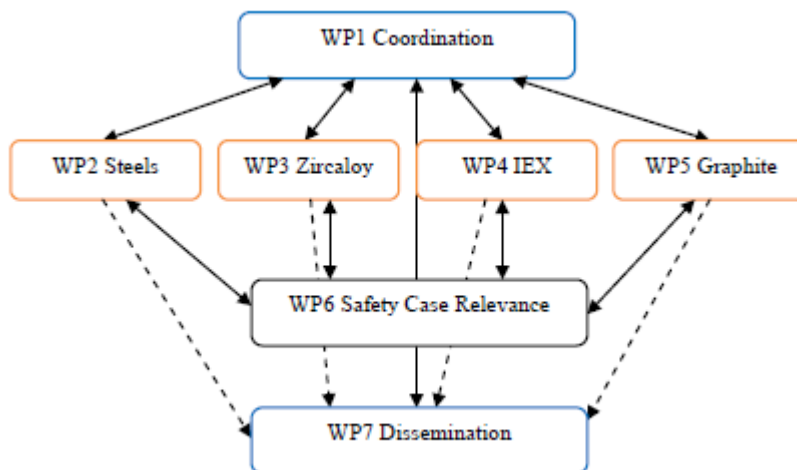 WP1 Coordination
WP2 Steels
WP3 Zircaloy
WP4 IEX
WP5 Graphite
WP6 Safety Case Relevance
WP7 Dissemination